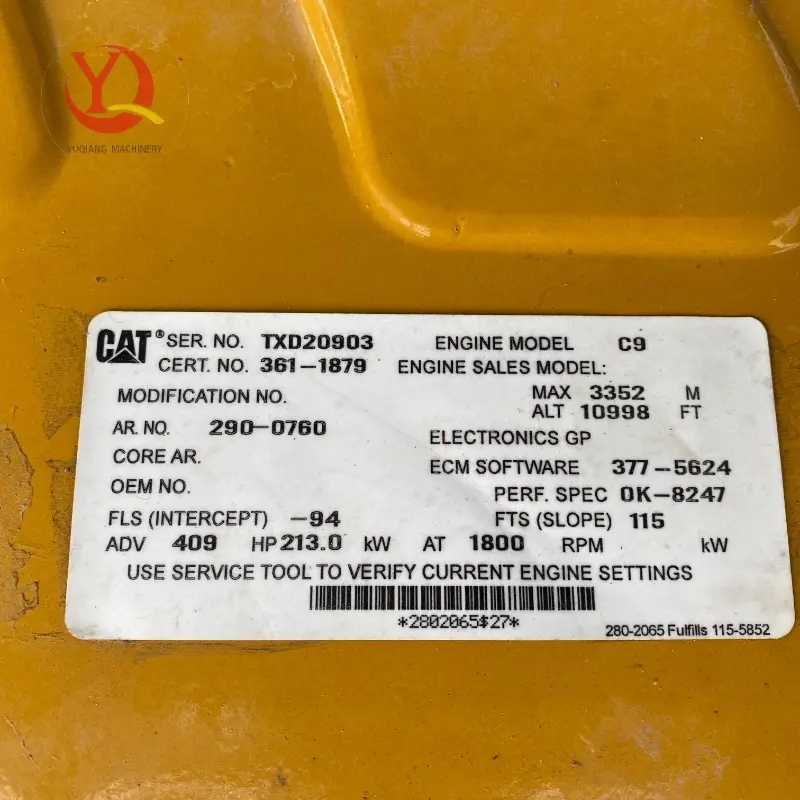 YUQIANG MACHINERY
CAT® SER. NO. TXD20903 ENGINE MODEL C9
CERT. NO. 361-1879 ENGINE SALES MODEL:
MODIFICATION NO. MAX 3352 M
ALT 10998 FT
AR. NO. 290-0760 ELECTRONICS GP
CORE AR. ECM SOFTWARE 377-5624
OEM NO. PERF. SPEC 0K-8247
FLS (INTERCEPT) -94 FTS (SLOPE) 115
ADV 409 HP 213.0 kW AT 1800 RPM kW
USE SERVICE TOOL TO VERIFY CURRENT ENGINE SETTINGS
*2802065$27*
280-2065 Fulfills 115-5852